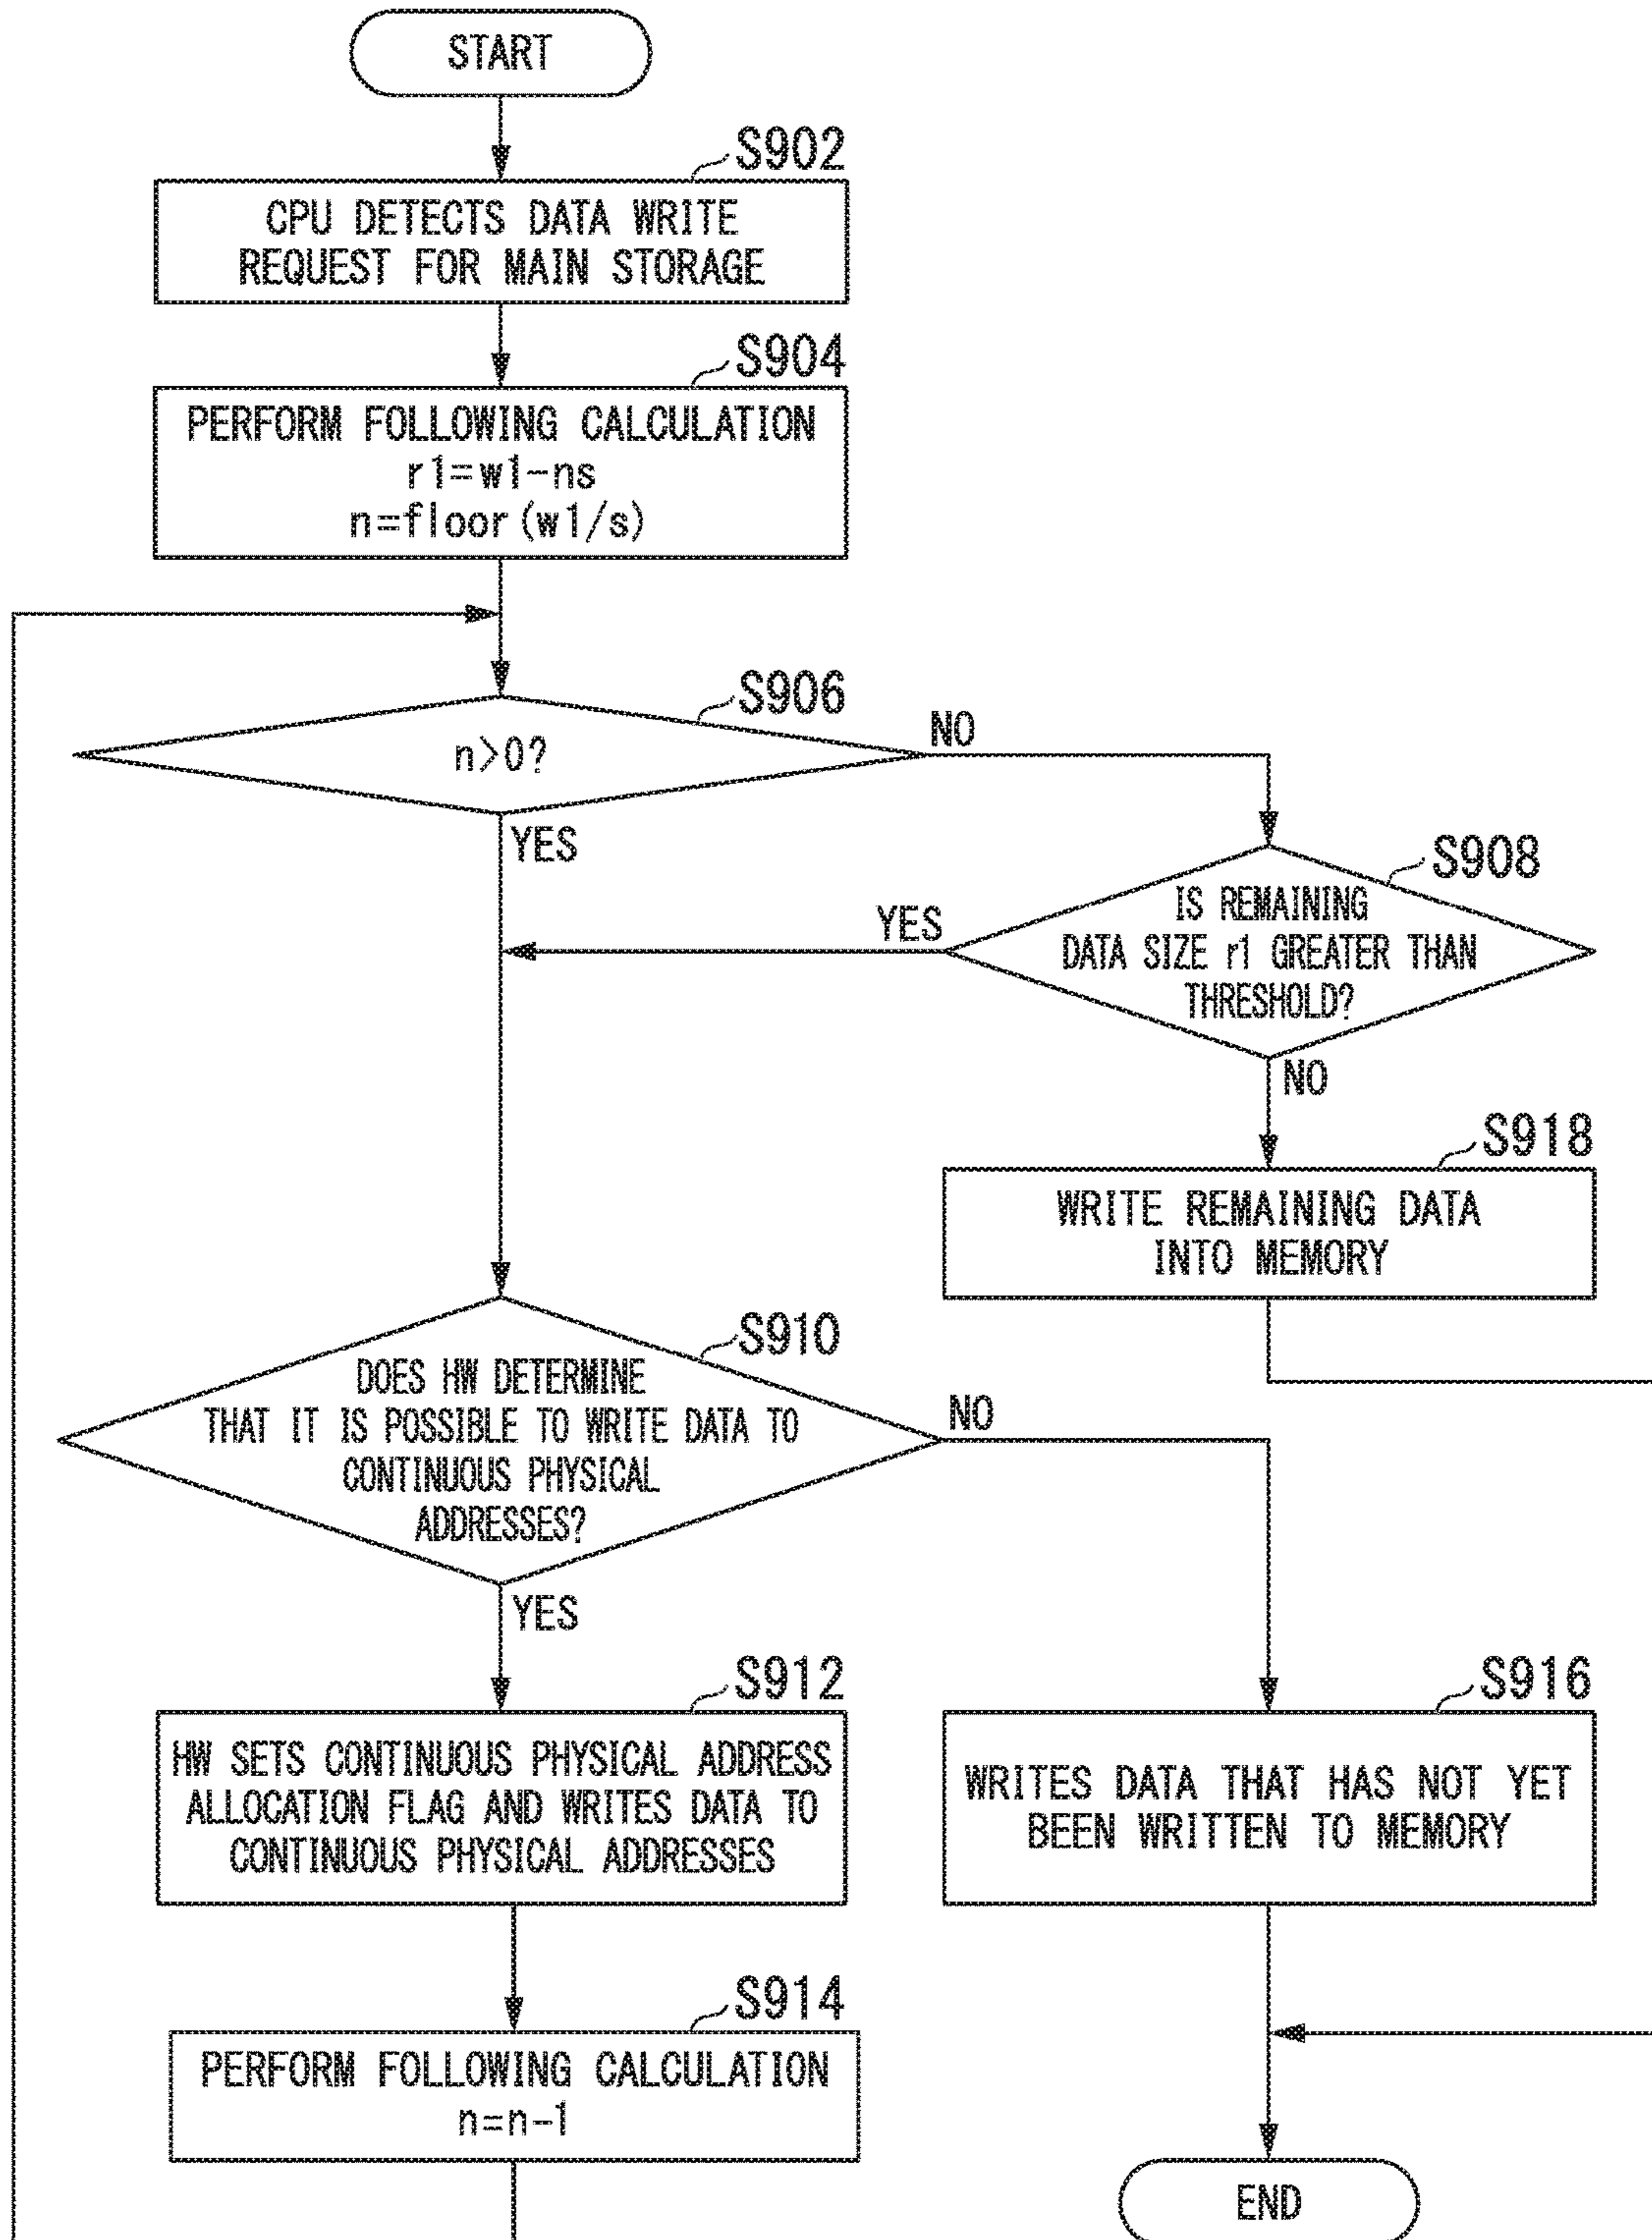 START
S902
CPU DETECTS DATA WRITE
REQUEST FOR MAIN STORAGE
S904
PERFORM FOLLOWING CALCULATION
r1=w1-ns
n=floor(w1/s)
S906
n>0?
NO
YES
S908
IS REMAINING
DATA SIZE r1 GREATER THAN
THRESHOLD?
YES
NO
S918
WRITE REMAINING DATA
INTO MEMORY
S910
DOES HW DETERMINE
THAT IT IS POSSIBLE TO WRITE DATA TO
CONTINUOUS PHYSICAL
ADDRESSES?
NO
YES
S912
HW SETS CONTINUOUS PHYSICAL ADDRESS
ALLOCATION FLAG AND WRITES DATA TO
CONTINUOUS PHYSICAL ADDRESSES
S916
WRITES DATA THAT HAS NOT YET
BEEN WRITTEN TO MEMORY
S914
PERFORM FOLLOWING CALCULATION
n=n-1
END